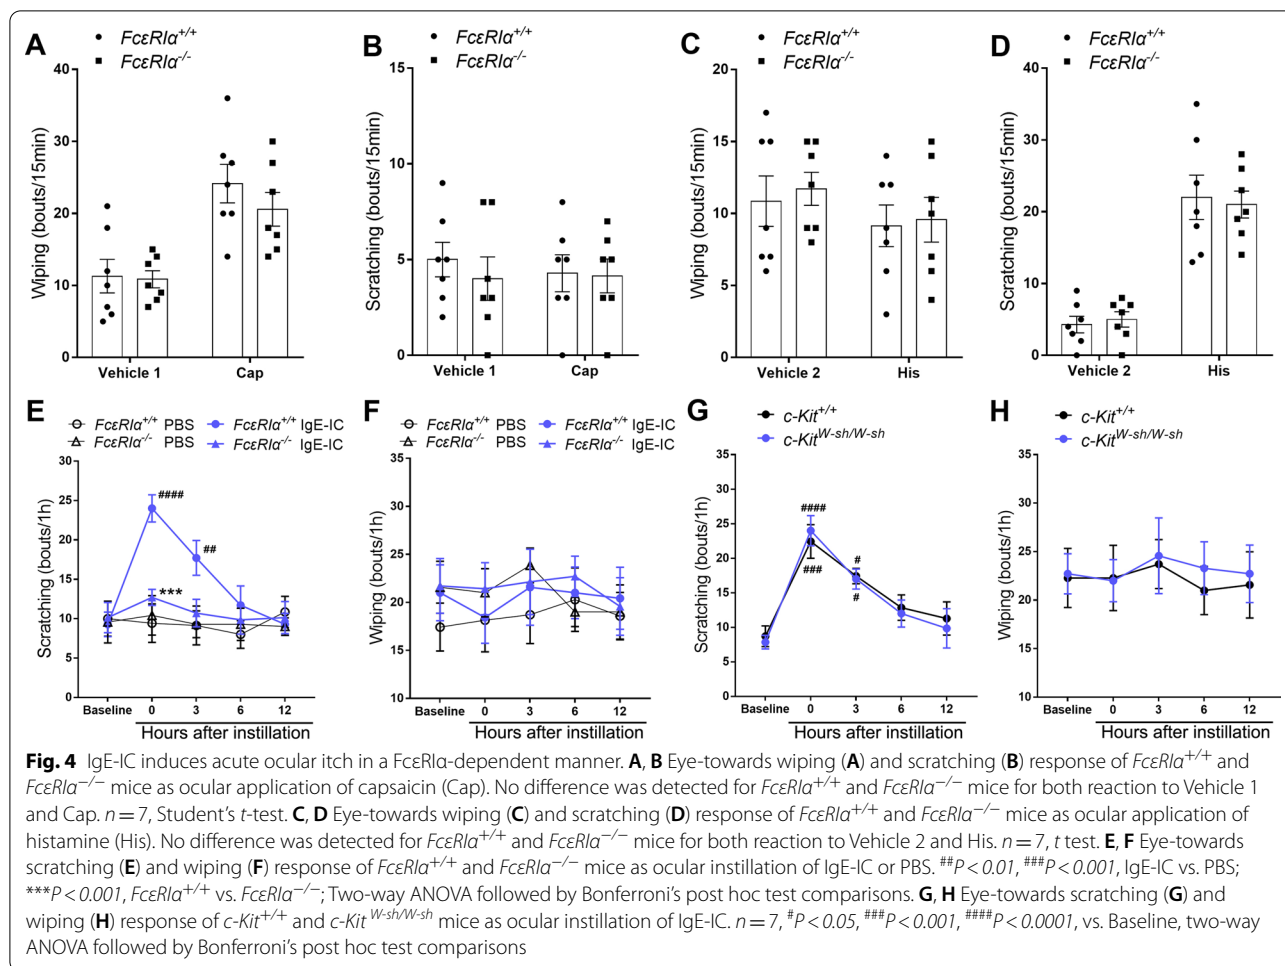 A
● FcεRIα+/+
■ FcεRIα-/-
Wiping (bouts/15min)
40
30
20
10
0
Vehicle 1 Cap
B
● FcεRIα+/+
■ FcεRIα-/-
Scratching (bouts/15min)
15
10
5
0
Vehicle 1 Cap
C
● FcεRIα+/+
■ FcεRIα-/-
Wiping (bouts/15min)
20
15
10
5
0
Vehicle 2 His
D
● FcεRIα+/+
■ FcεRIα-/-
Scratching (bouts/15min)
40
30
20
10
0
Vehicle 2 His
E
FcεRIα+/+ PBS FcεRIα+/+ IgE-IC
FcεRIα-/- PBS FcεRIα-/- IgE-IC
Scratching (bouts/1h)
30
25
20
15
10
5
0
####
##
***
Baseline 0 3 6 12
Hours after instillation
F
FcεRIα+/+ PBS FcεRIα+/+ IgE-IC
FcεRIα-/- PBS FcεRIα-/- IgE-IC
Wiping (bouts/1h)
35
30
25
20
15
10
Baseline 0 3 6 12
Hours after instillation
G
c-Kit+/+
c-KitW-sh/W-sh
Scratching (bouts/1h)
35
30
25
20
15
10
5
0
####
###
#
#
Baseline 0 3 6 12
Hours after instillation
H
c-Kit+/+
c-KitW-sh/W-sh
Wiping (bouts/1h)
35
30
25
20
15
10
Baseline 0 3 6 12
Hours after instillation
Fig. 4 IgE-IC induces acute ocular itch in a FcεRIα-dependent manner. A, B Eye-towards wiping (A) and scratching (B) response of FcεRIα+/+ and
FcεRIα−/− mice as ocular application of capsaicin (Cap). No difference was detected for FcεRIα+/+ and FcεRIα−/− mice for both reaction to Vehicle 1
and Cap. n = 7, Student's t-test. C, D Eye-towards wiping (C) and scratching (D) response of FcεRIα+/+ and FcεRIα−/− mice as ocular application of
histamine (His). No difference was detected for FcεRIα+/+ and FcεRIα−/− mice for both reaction to Vehicle 2 and His. n = 7, t test. E, F Eye-towards
scratching (E) and wiping (F) response of FcεRIα+/+ and FcεRIα−/− mice as ocular instillation of IgE-IC or PBS. ##P < 0.01, ###P < 0.001, IgE-IC vs. PBS;
***P < 0.001, FcεRIα+/+ vs. FcεRIα−/−; Two-way ANOVA followed by Bonferroni's post hoc test comparisons. G, H Eye-towards scratching (G) and
wiping (H) response of c-Kit+/+ and c-Kit W-sh/W-sh mice as ocular instillation of IgE-IC. n = 7, #P < 0.05, ###P < 0.001, ####P < 0.0001, vs. Baseline, two-way
ANOVA followed by Bonferroni's post hoc test comparisons